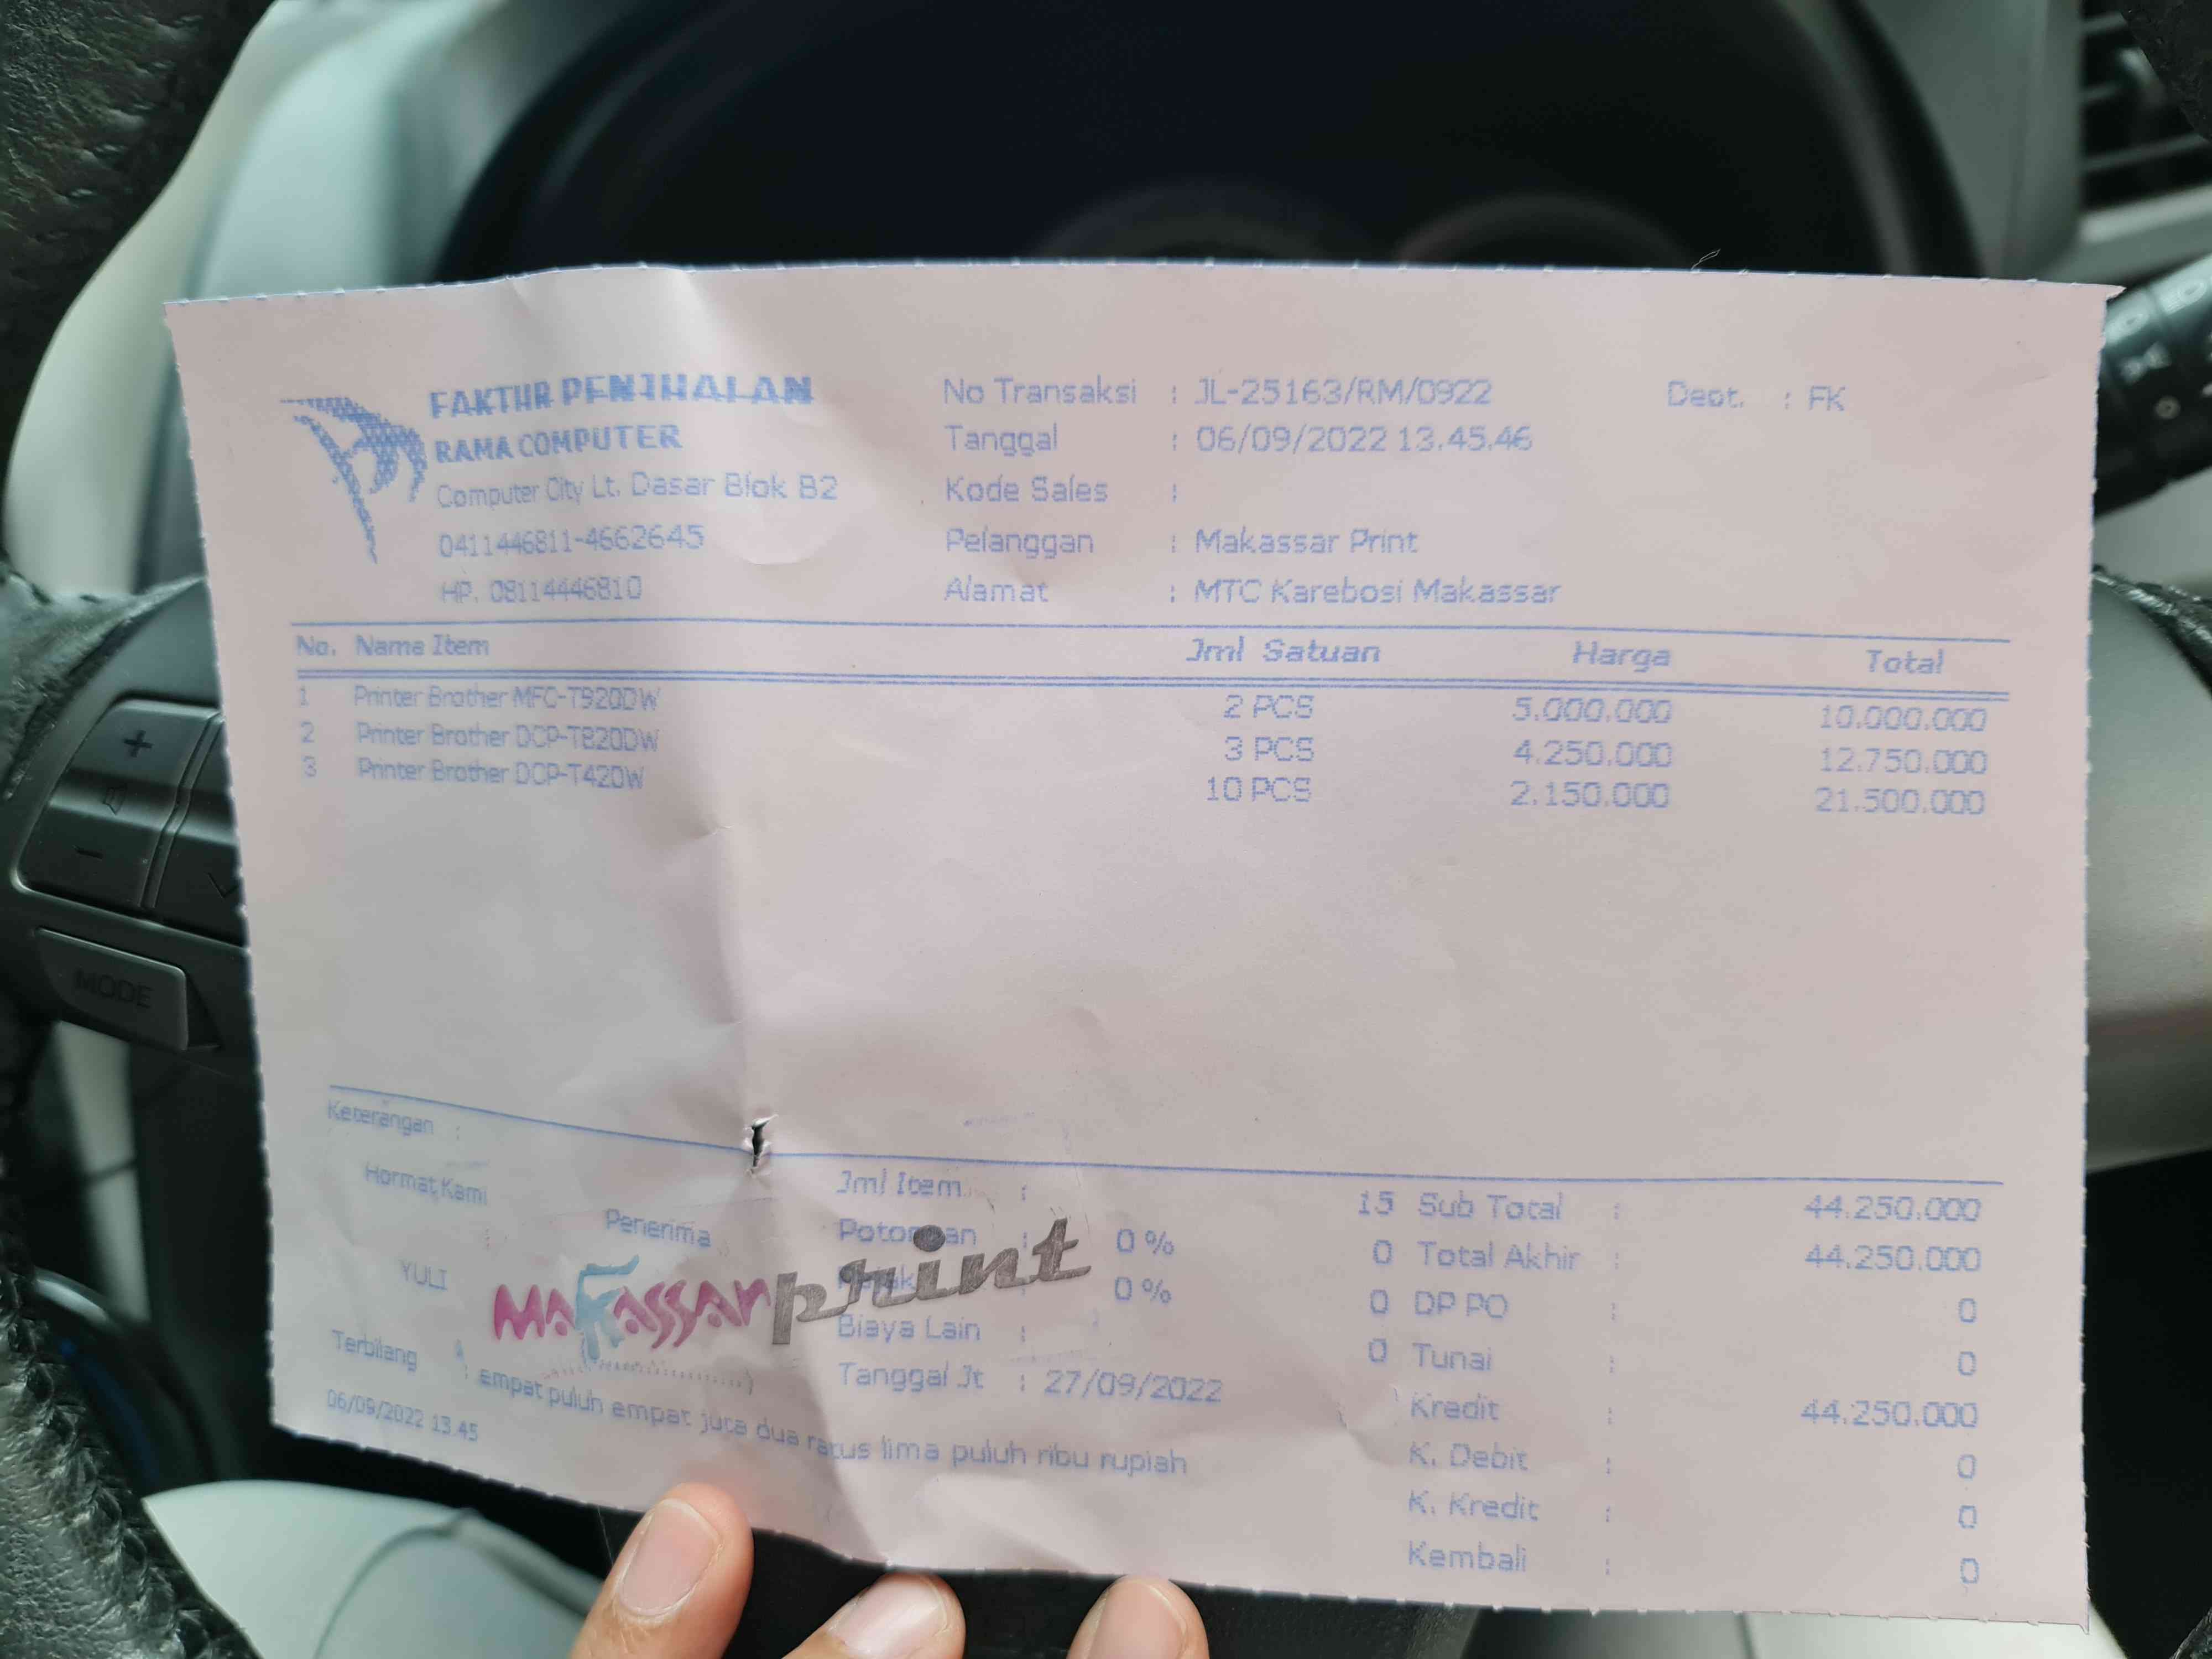 FAKTUR PENJUALAN
RAMA COMPUTER
Computer City Lt. Dasar Blok B2
0411446811-4662645
HP. 08114446810
No Transaksi : JL-25163/RM/0922
Dept. : FK
Tanggal : 06/09/2022 13.45.46
Kode Sales :
Pelanggan : Makassar Print
Alamat : MTC Karebosi Makassar
No. Nama Item Jml Satuan Harga Total
1 Printer Brother MFC-T920DW 2 PCS 5.000.000 10.000.000
2 Printer Brother DCP-T820DW 3 PCS 4.250.000 12.750.000
3 Printer Brother DCP-T420W 10 PCS 2.150.000 21.500.000
Keterangan :
Hormat Kami
Penerima
YULI
Makassar print
Jml Item : 15
Potongan : 0 % 0
Pajak : 0 % 0
Biaya Lain : 0
Tanggal Jt : 27/09/2022
Sub Total : 44.250.000
Total Akhir : 44.250.000
DP PO : 0
Tunai : 0
Kredit : 44.250.000
K. Debit : 0
K. Kredit : 0
Kembali : 0
Terbilang : empat puluh empat juta dua ratus lima puluh ribu rupiah
06/09/2022 13.45
MODE